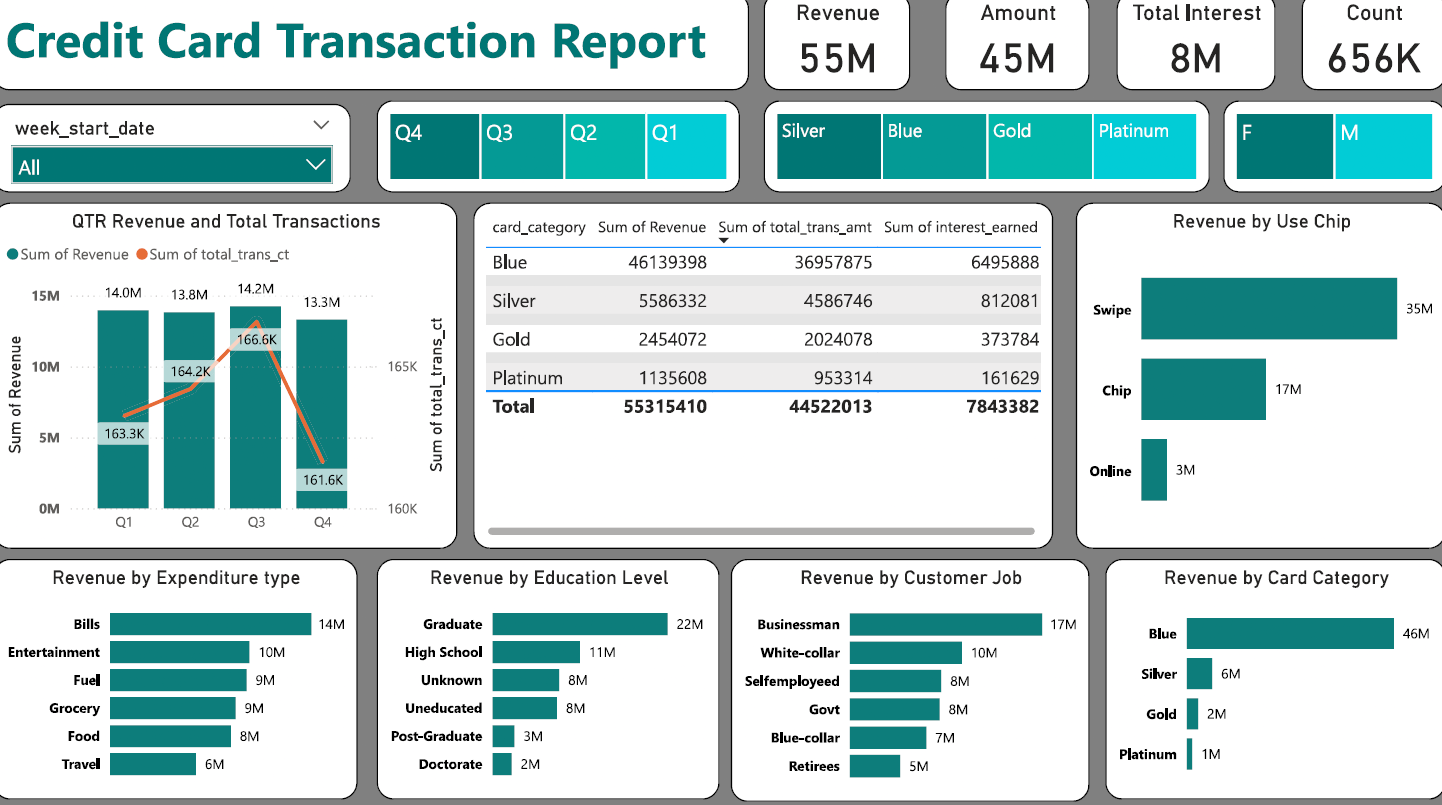 Credit Card Transaction Report
Revenue
55M
Amount
45M
Total Interest
8M
Count
656K
week_start_date
All
Q4 Q3 Q2 Q1
Silver Blue Gold Platinum
F M
QTR Revenue and Total Transactions
Sum of Revenue Sum of total_trans_ct
Sum of Revenue
15M
10M
5M
0M
14.0M 13.8M 14.2M 13.3M
163.3K 164.2K 166.6K 161.6K
165K
160K
Sum of total_trans_ct
Q1 Q2 Q3 Q4
card_category Sum of Revenue Sum of total_trans_amt Sum of interest_earned
Blue 46139398 36957875 6495888
Silver 5586332 4586746 812081
Gold 2454072 2024078 373784
Platinum 1135608 953314 161629
Total 55315410 44522013 7843382
Revenue by Use Chip
Swipe 35M
Chip 17M
Online 3M
Revenue by Expenditure type
Bills 14M
Entertainment 10M
Fuel 9M
Grocery 9M
Food 8M
Travel 6M
Revenue by Education Level
Graduate 22M
High School 11M
Unknown 8M
Uneducated 8M
Post-Graduate 3M
Doctorate 2M
Revenue by Customer Job
Businessman 17M
White-collar 10M
Selfemployeed 8M
Govt 8M
Blue-collar 7M
Retirees 5M
Revenue by Card Category
Blue 46M
Silver 6M
Gold 2M
Platinum 1M